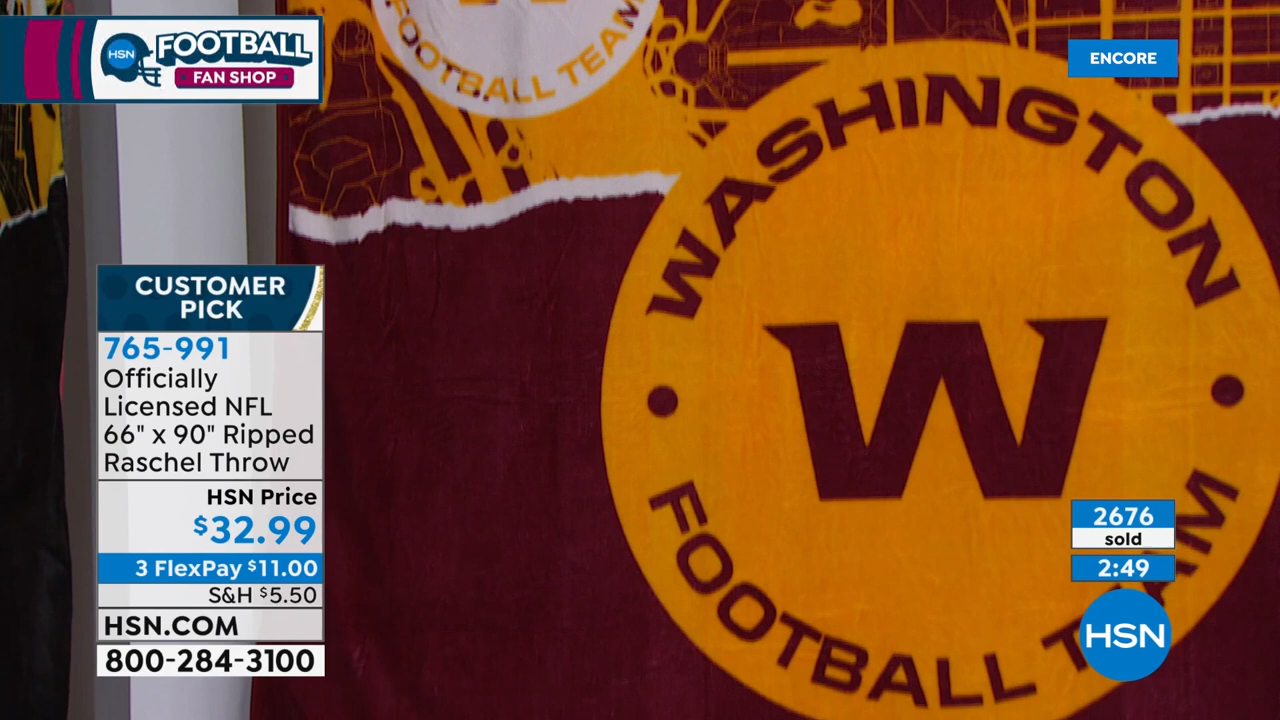 HSN
FOOTBALL
FAN SHOP
FOOTBALL TEAM
ENCORE
WASHINGTON
W
FOOTBALL TEAM
CUSTOMER
PICK
765-991
Officially
Licensed NFL
66" x 90" Ripped
Raschel Throw
HSN Price
$32.99
3 FlexPay $11.00
S&H $5.50
HSN.COM
800-284-3100
2676
sold
2:49
HSN